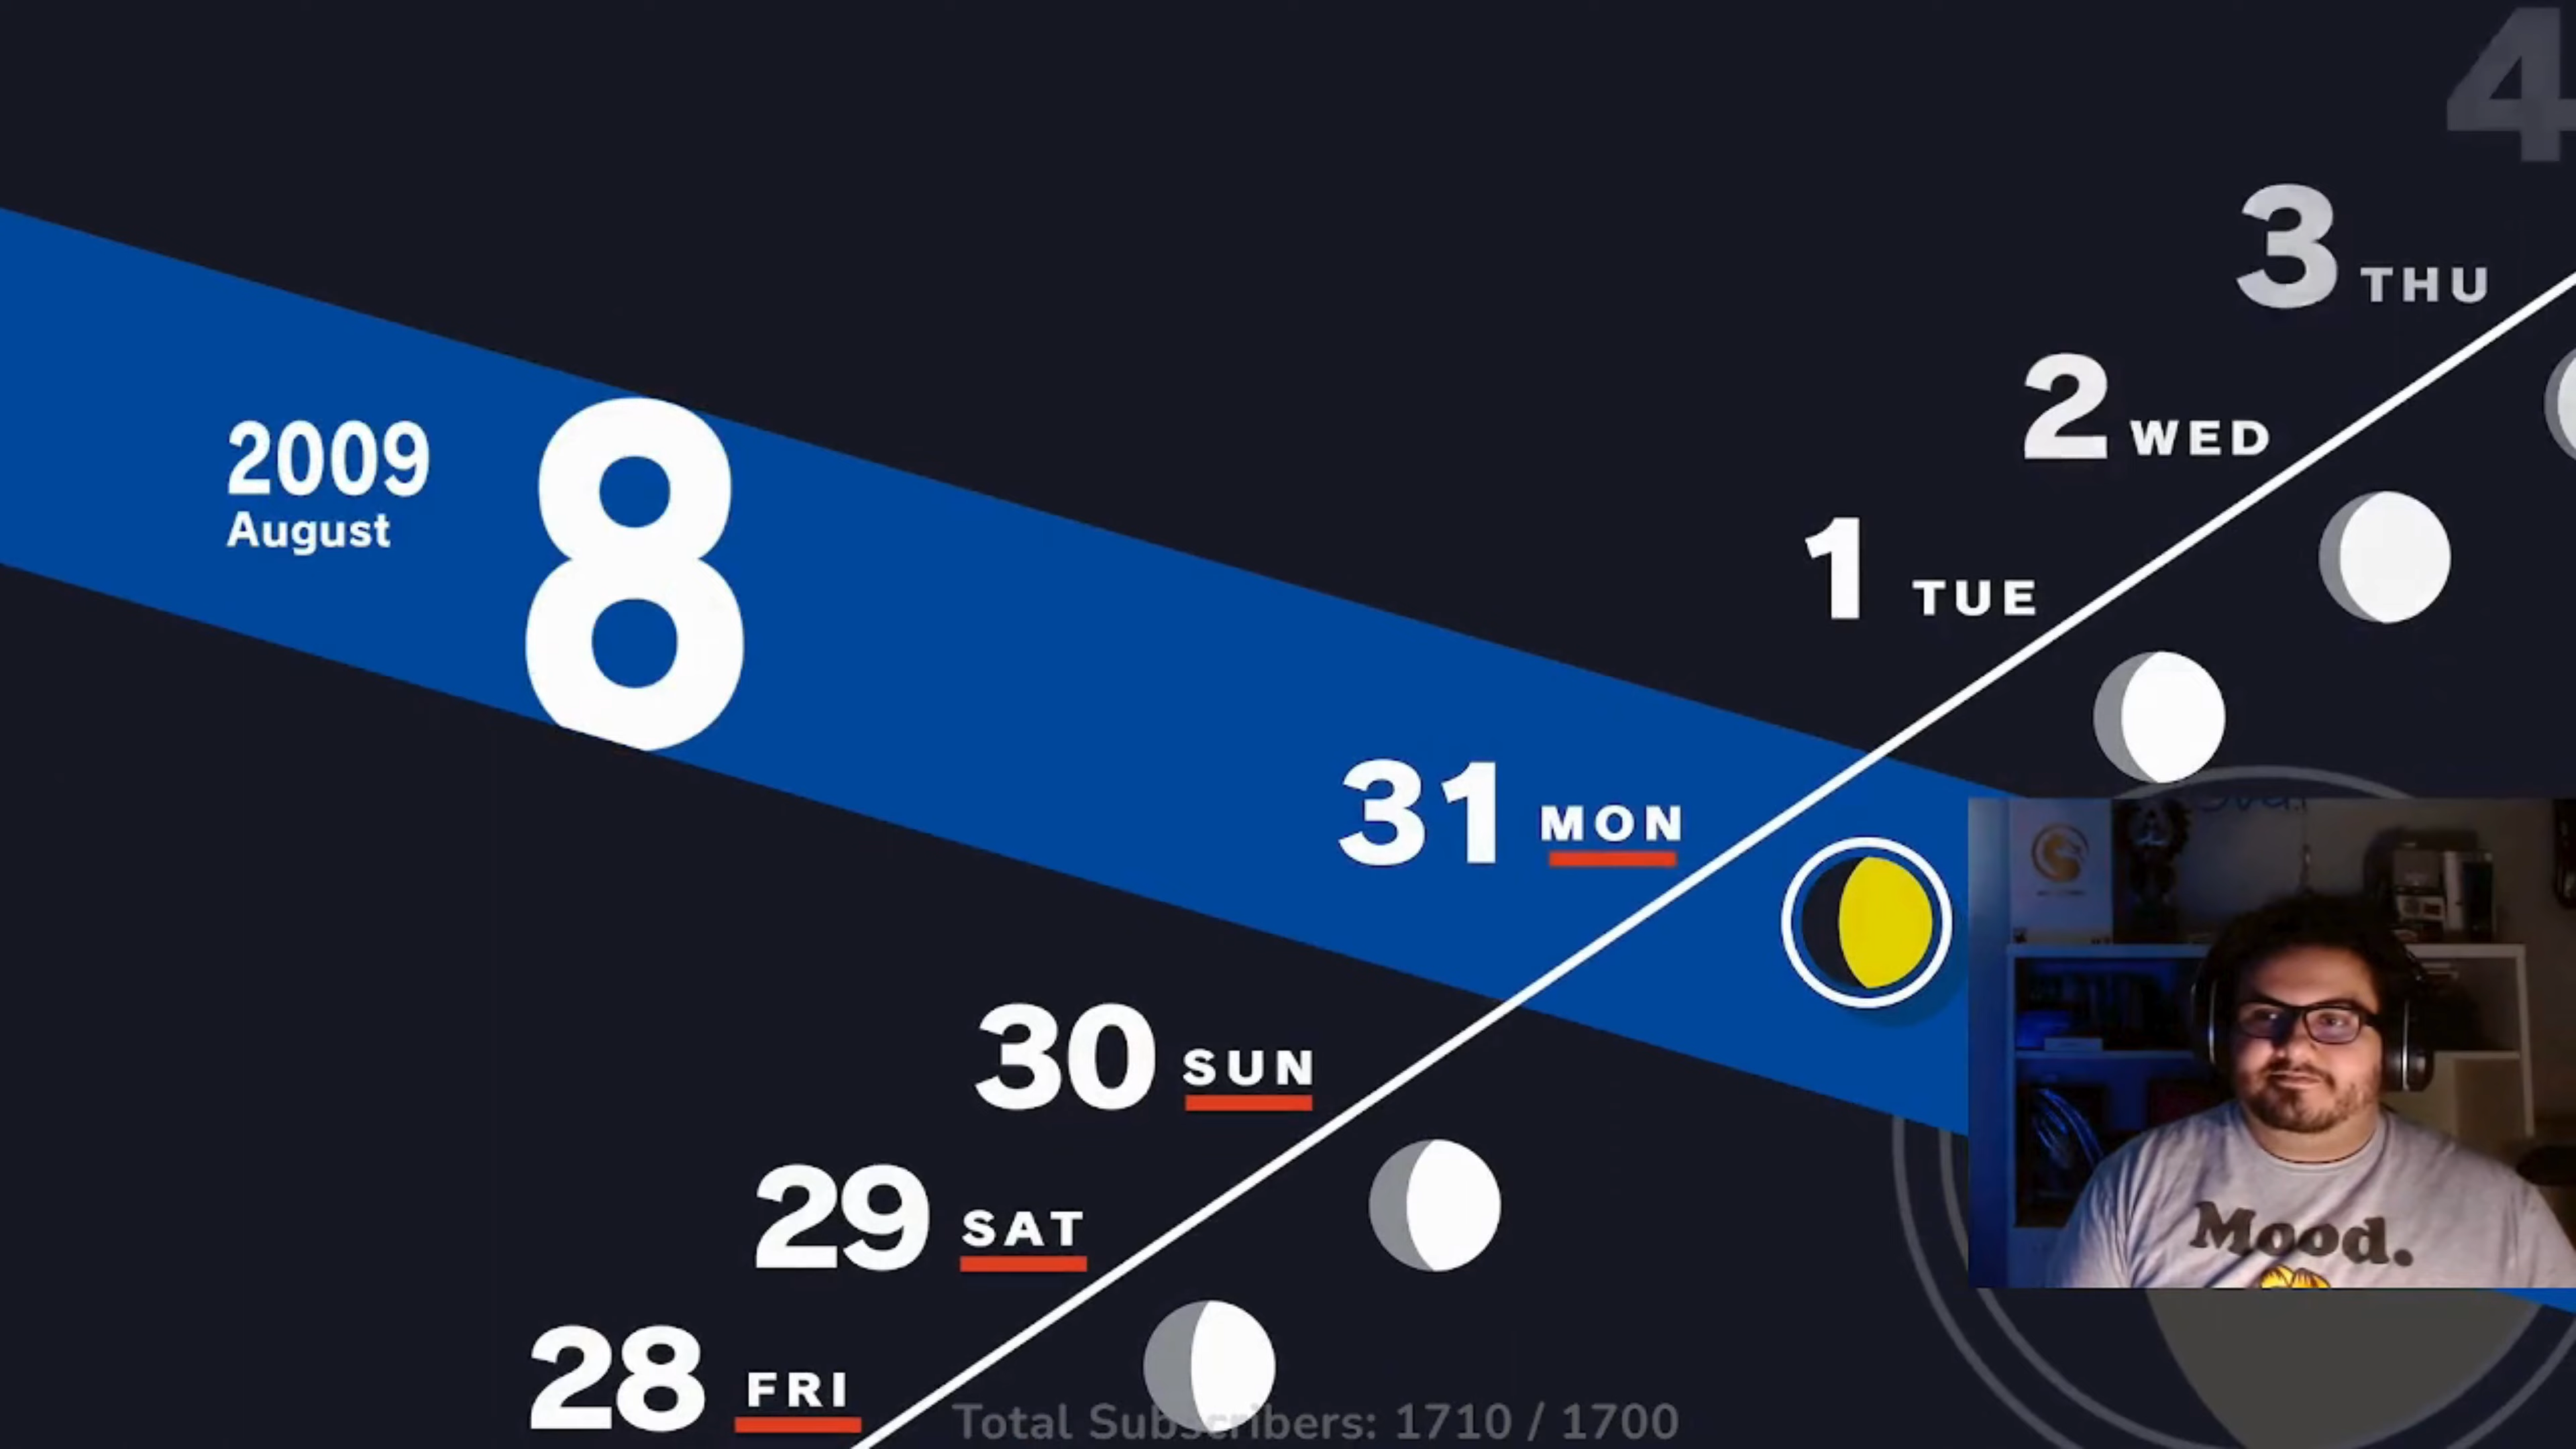 4
3 THU
2 WED
1 TUE
2009
August
8
31 MON
30 SUN
29 SAT
28 FRI
Mood.
Total Subscribers: 1710 / 1700